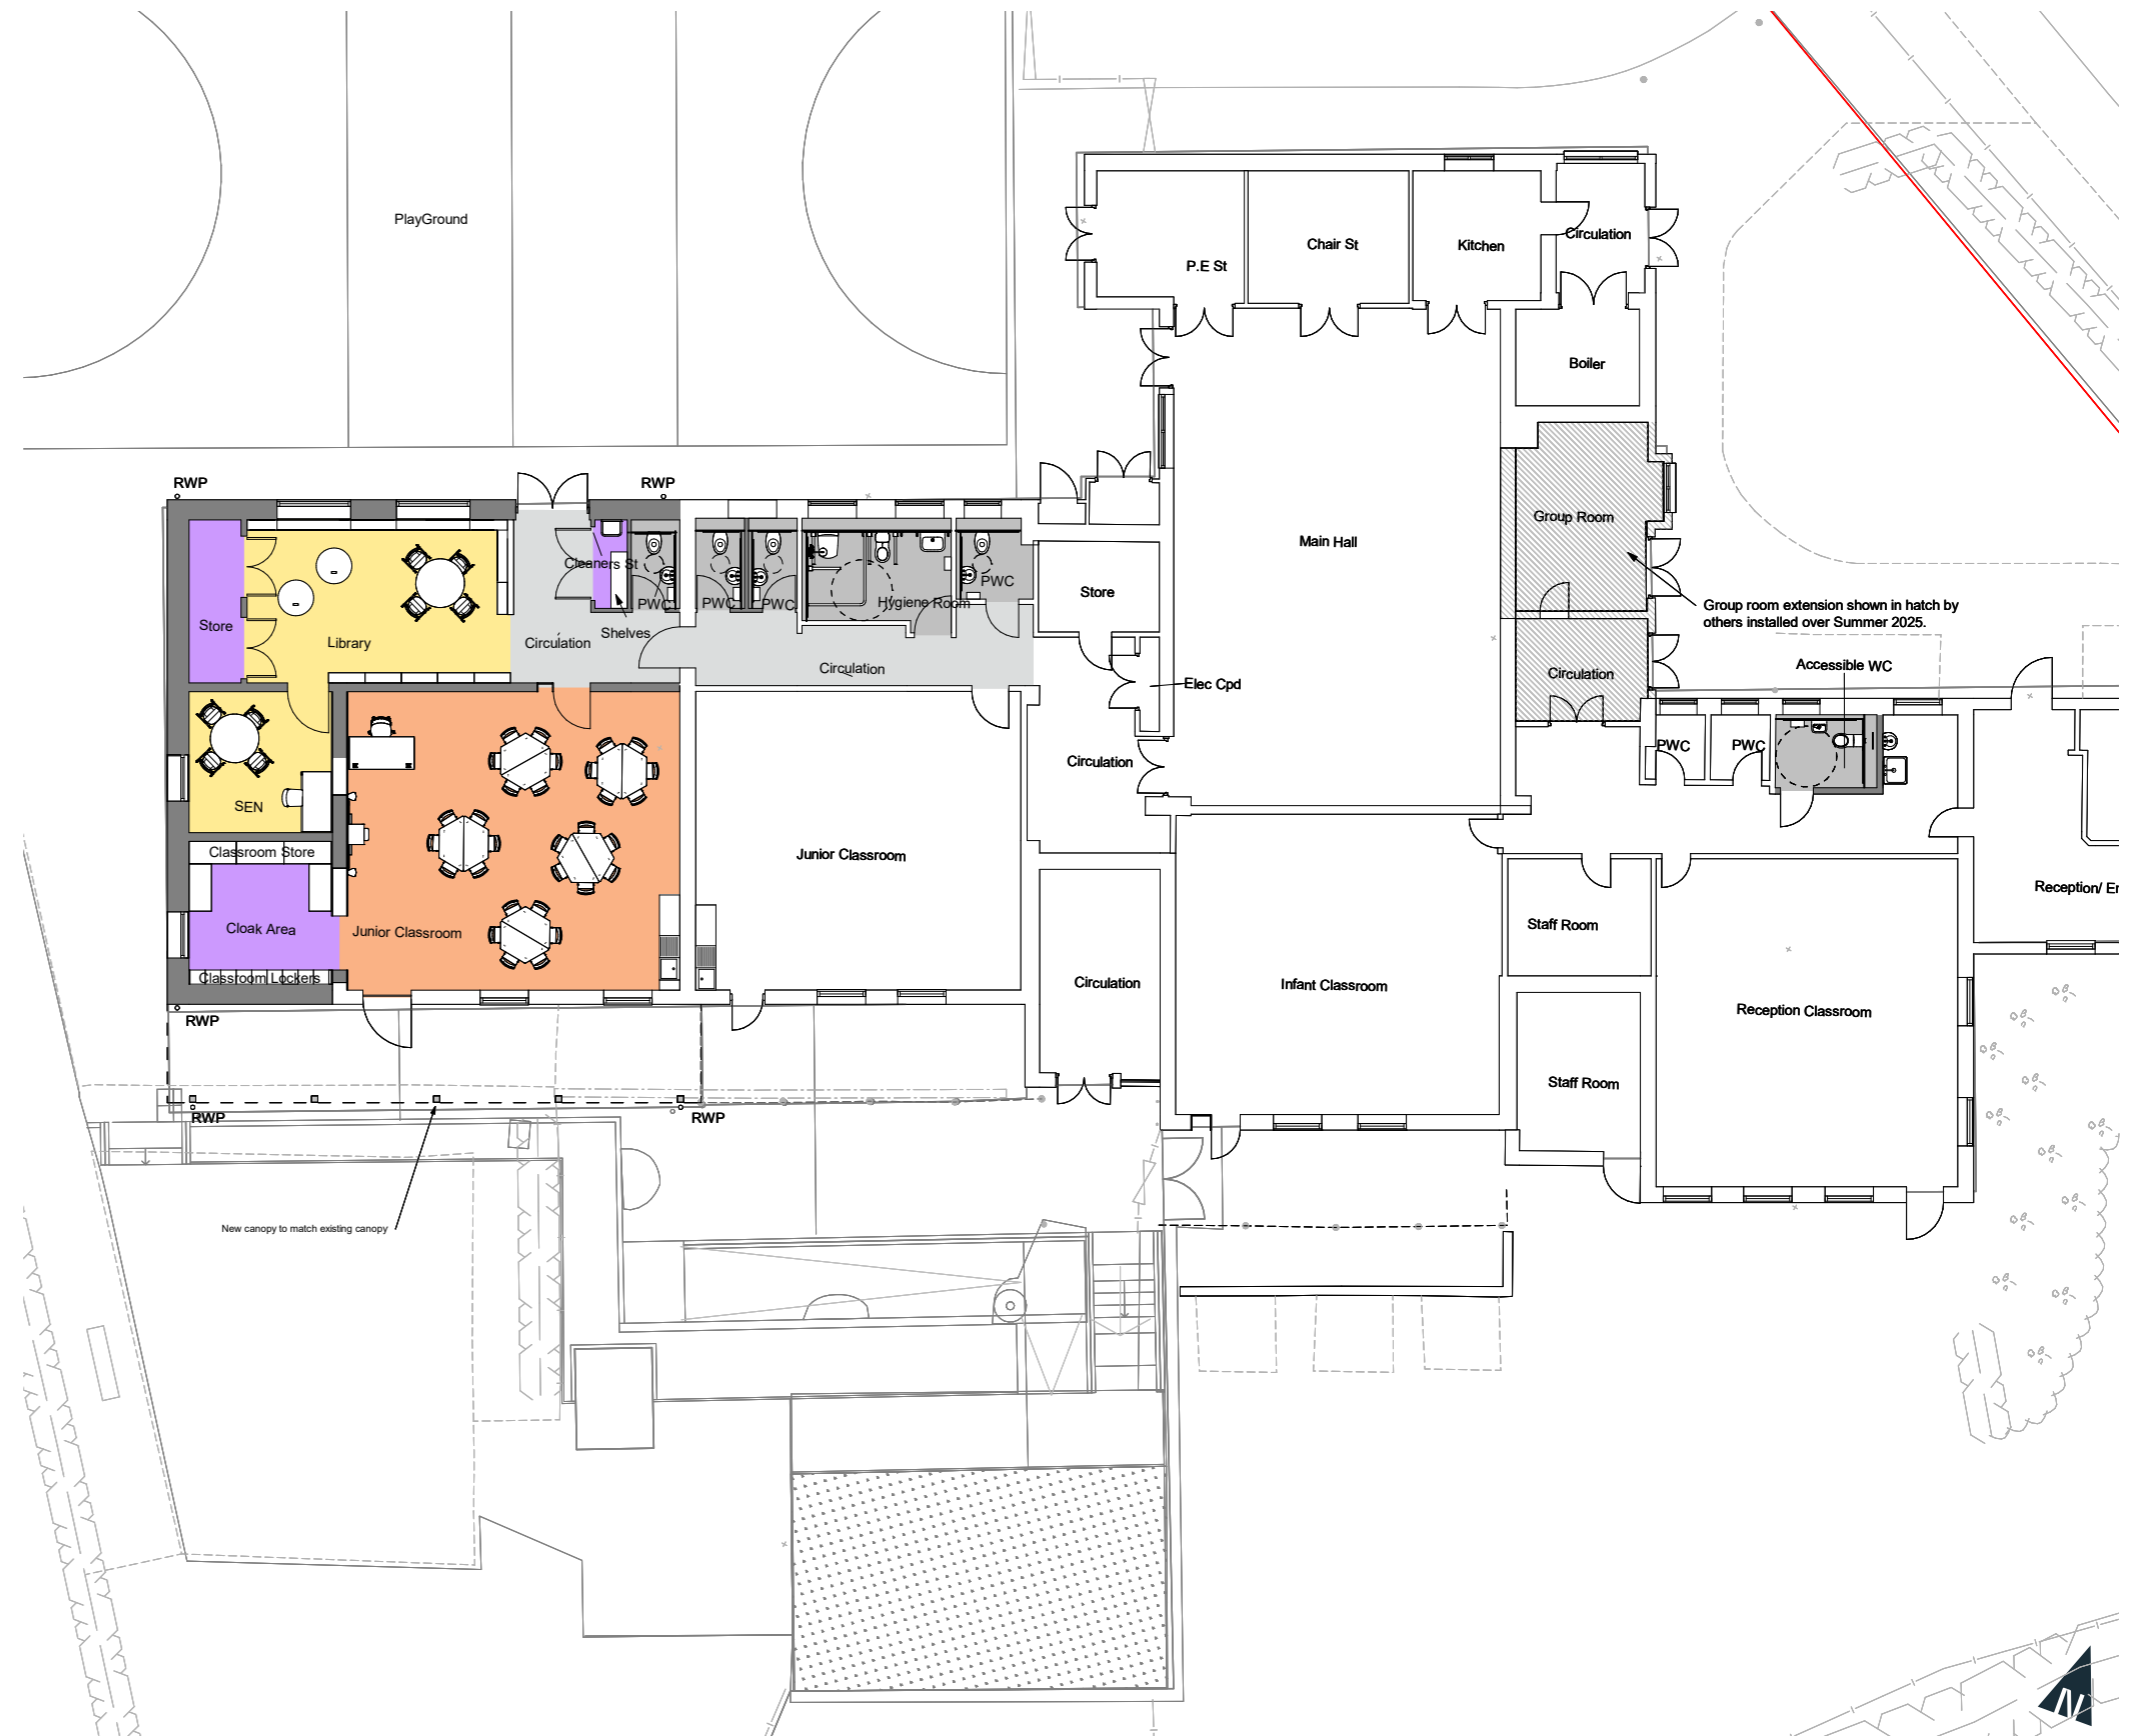 PlayGround
P.E St
Chair St
Kitchen
Circulation
Boiler
RWP
RWP
Group Room
Main Hall
Cleaners St
PWC
PWC
PWC
Hygiene Room
PWC
Store
Store
Library
Circulation
Shelves
Circulation
Group room extension shown in hatch by
others installed over Summer 2025.
Accessible WC
Circulation
Elec Cpd
Circulation
PWC
PWC
SEN
Classroom Store
Junior Classroom
Reception/ Er
Cloak Area
Junior Classroom
Staff Room
Classroom Lockers
Circulation
Infant Classroom
Reception Classroom
RWP
Staff Room
RWP
RWP
New canopy to match existing canopy
N